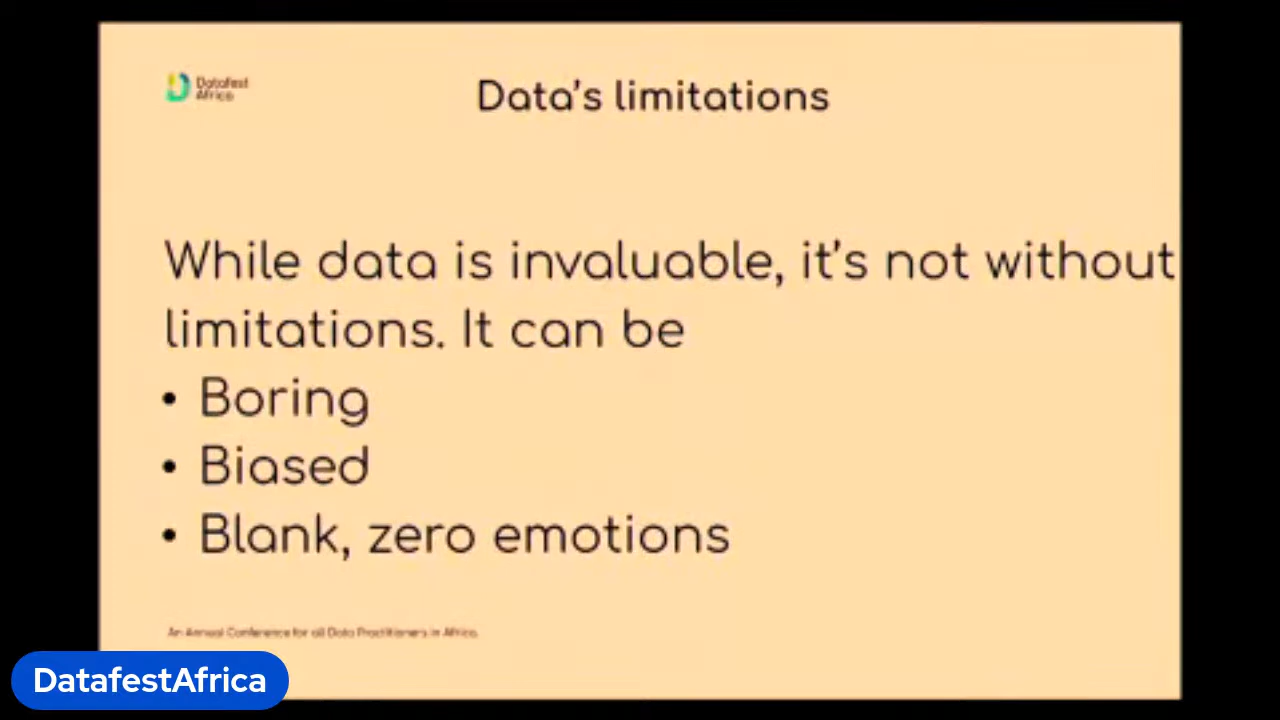 Datafest
Africa
Data's limitations
While data is invaluable, it's not without
limitations. It can be
• Boring
• Biased
• Blank, zero emotions
An Annual Conference for all Data Practitioners in Africa.
DatafestAfrica